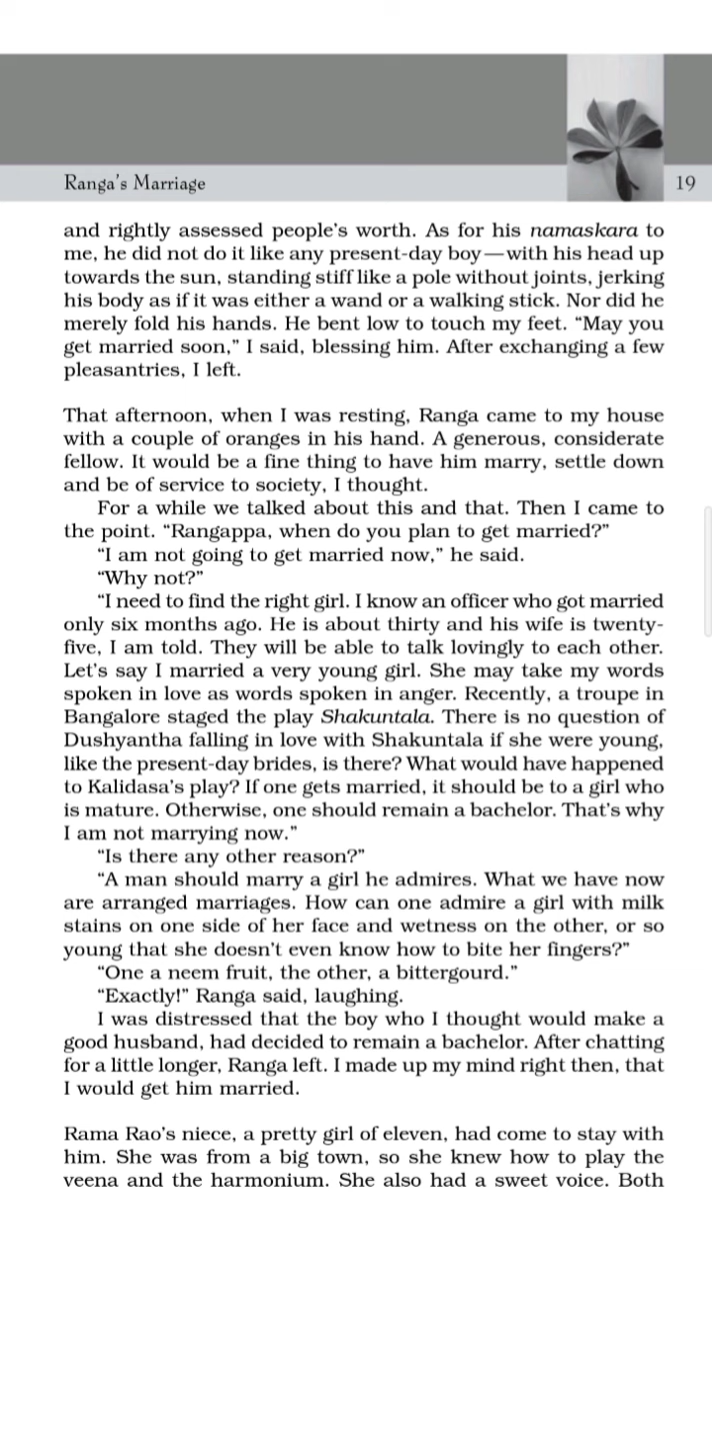 Ranga's Marriage
19
and rightly assessed people's worth. As for his namaskara to
me, he did not do it like any present-day boy—with his head up
towards the sun, standing stiff like a pole without joints, jerking
his body as if it was either a wand or a walking stick. Nor did he
merely fold his hands. He bent low to touch my feet. “May you
get married soon,” I said, blessing him. After exchanging a few
pleasantries, I left.
That afternoon, when I was resting, Ranga came to my house
with a couple of oranges in his hand. A generous, considerate
fellow. It would be a fine thing to have him marry, settle down
and be of service to society, I thought.
For a while we talked about this and that. Then I came to
the point. “Rangappa, when do you plan to get married?”
“I am not going to get married now,” he said.
“Why not?”
“I need to find the right girl. I know an officer who got married
only six months ago. He is about thirty and his wife is twenty-
five, I am told. They will be able to talk lovingly to each other.
Let's say I married a very young girl. She may take my words
spoken in love as words spoken in anger. Recently, a troupe in
Bangalore staged the play Shakuntala. There is no question of
Dushyantha falling in love with Shakuntala if she were young,
like the present-day brides, is there? What would have happened
to Kalidasa's play? If one gets married, it should be to a girl who
is mature. Otherwise, one should remain a bachelor. That's why
I am not marrying now.”
“Is there any other reason?”
“A man should marry a girl he admires. What we have now
are arranged marriages. How can one admire a girl with milk
stains on one side of her face and wetness on the other, or so
young that she doesn't even know how to bite her fingers?”
“One a neem fruit, the other, a bittergourd.”
“Exactly!” Ranga said, laughing.
I was distressed that the boy who I thought would make a
good husband, had decided to remain a bachelor. After chatting
for a little longer, Ranga left. I made up my mind right then, that
I would get him married.
Rama Rao's niece, a pretty girl of eleven, had come to stay with
him. She was from a big town, so she knew how to play the
veena and the harmonium. She also had a sweet voice. Both